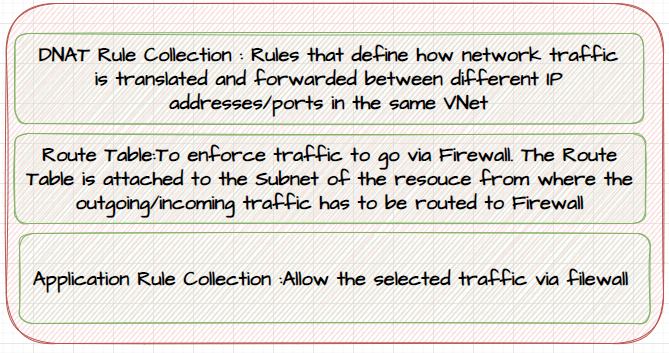 DNAT Rule Collection : Rules that define how network traffic
is translated and forwarded between different IP
addresses/ports in the same VNet
Route Table:To enforce traffic to go via Firewall. The Route
Table is attached to the Subnet of the resouce from where the
outgoing/incoming traffic has to be routed to Firewall
Application Rule Collection :Allow the selected traffic via filewall